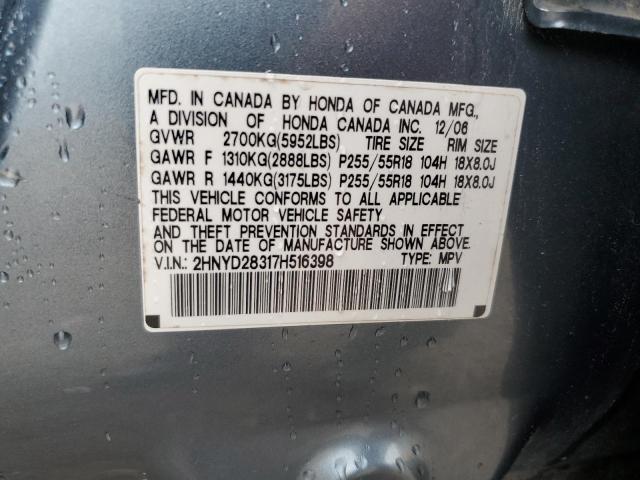 MFD. IN CANADA BY HONDA OF CANADA MFG.,
A DIVISION OF HONDA CANADA INC. 12/06
GVWR 2700KG(5952LBS) TIRE SIZE RIM SIZE
GAWR F 1310KG(2888LBS) P255/55R18 104H 18X8.0J
GAWR R 1440KG(3175LBS) P255/55R18 104H 18X8.0J
THIS VEHICLE CONFORMS TO ALL APPLICABLE
FEDERAL MOTOR VEHICLE SAFETY
AND THEFT PREVENTION STANDARDS IN EFFECT
ON THE DATE OF MANUFACTURE SHOWN ABOVE.
V.I.N.: 2HNYD28317H516398 TYPE: MPV